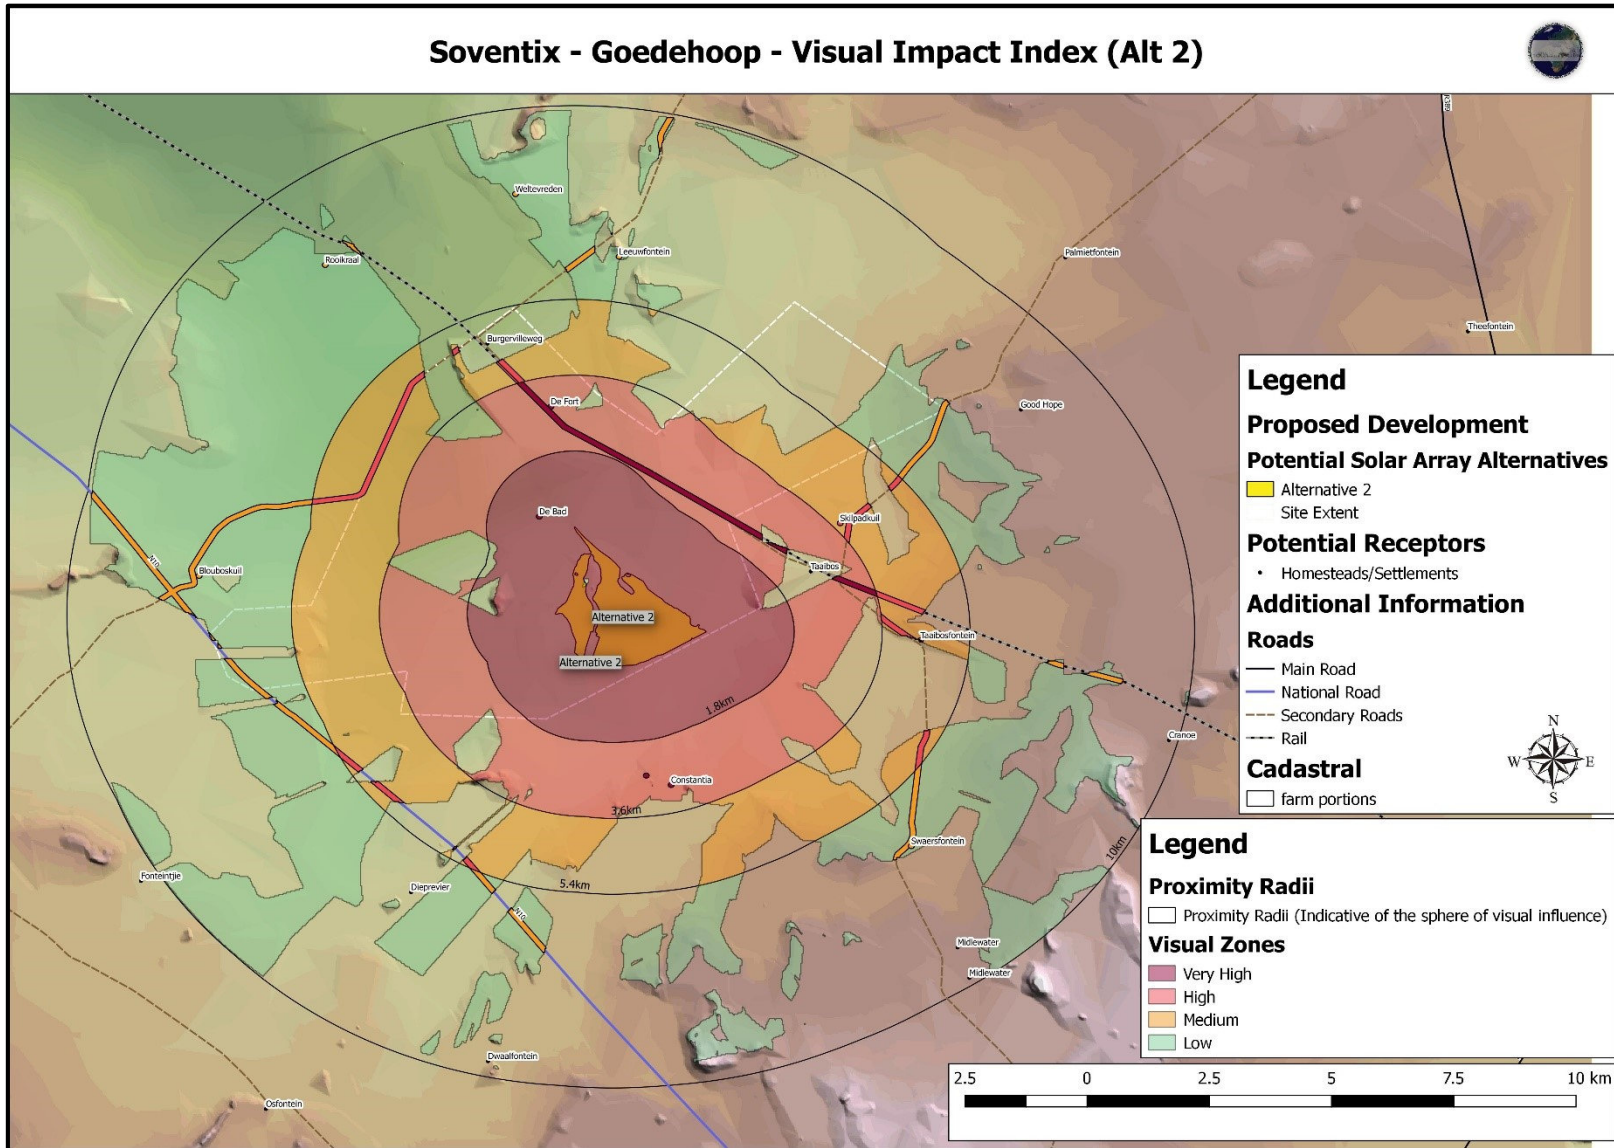 Soventix - Goedehoop - Visual Impact Index (Alt 2)
R389
Weltevreden
Leeuwfontein
Rooikraal
Palmietfontein
Theefontein
Burgervilleweg
De Fort
Good Hope
De Bad
Skilpadkuil
N10
Blouboskuil
Taaibos
Alternative 2
Taaibosfontein
Alternative 2
1.8km
Cranoe
Constantia
3.6km
Swaersfontein
10km
Fonteintjie
5.4km
Dieprevier
N10
Midlewater
Midlewater
Dwaalfontein
Osfontein
Legend
Proposed Development
Potential Solar Array Alternatives
Alternative 2
Site Extent
Potential Receptors
Homesteads/Settlements
Additional Information
Roads
Main Road
National Road
Secondary Roads
Rail
Cadastral
farm portions
N
W E
S
Legend
Proximity Radii
Proximity Radii (Indicative of the sphere of visual influence)
Visual Zones
Very High
High
Medium
Low
2.5 0 2.5 5 7.5 10 km